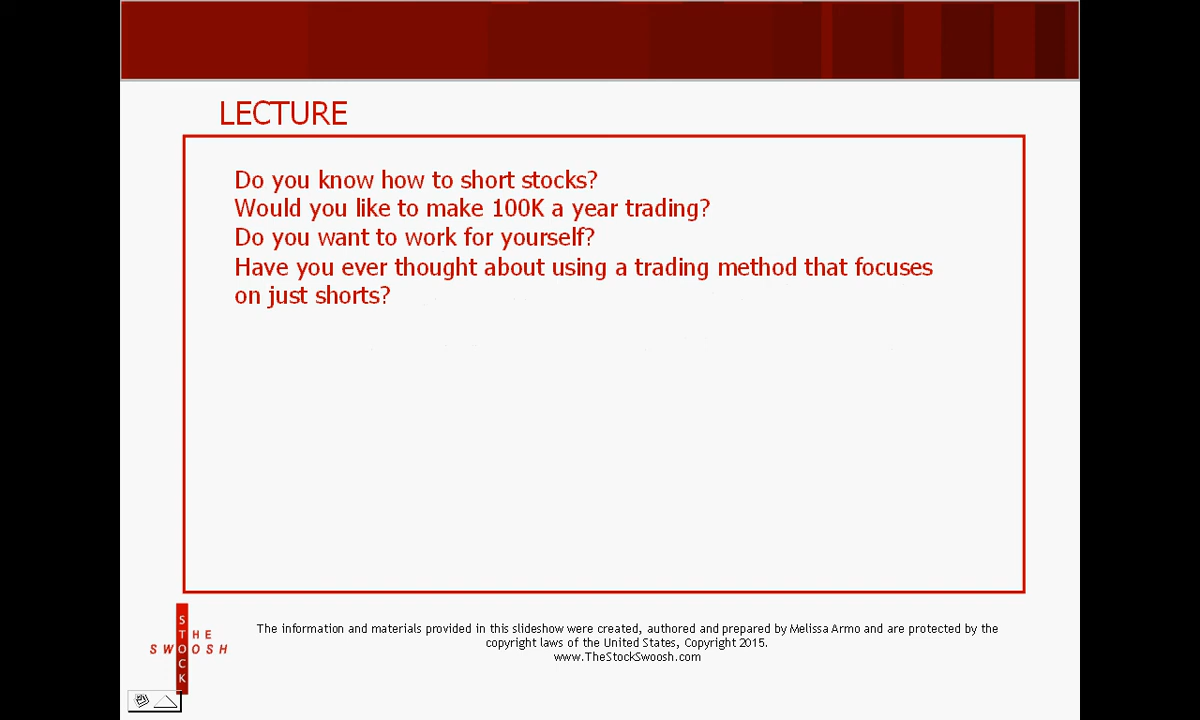 LECTURE
Do you know how to short stocks?
Would you like to make 100K a year trading?
Do you want to work for yourself?
Have you ever thought about using a trading method that focuses
on just shorts?
THE
STOCK
SWOOSH
The information and materials provided in this slideshow were created, authored and prepared by Melissa Armo and are protected by the
copyright laws of the United States, Copyright 2015.
www.TheStockSwoosh.com